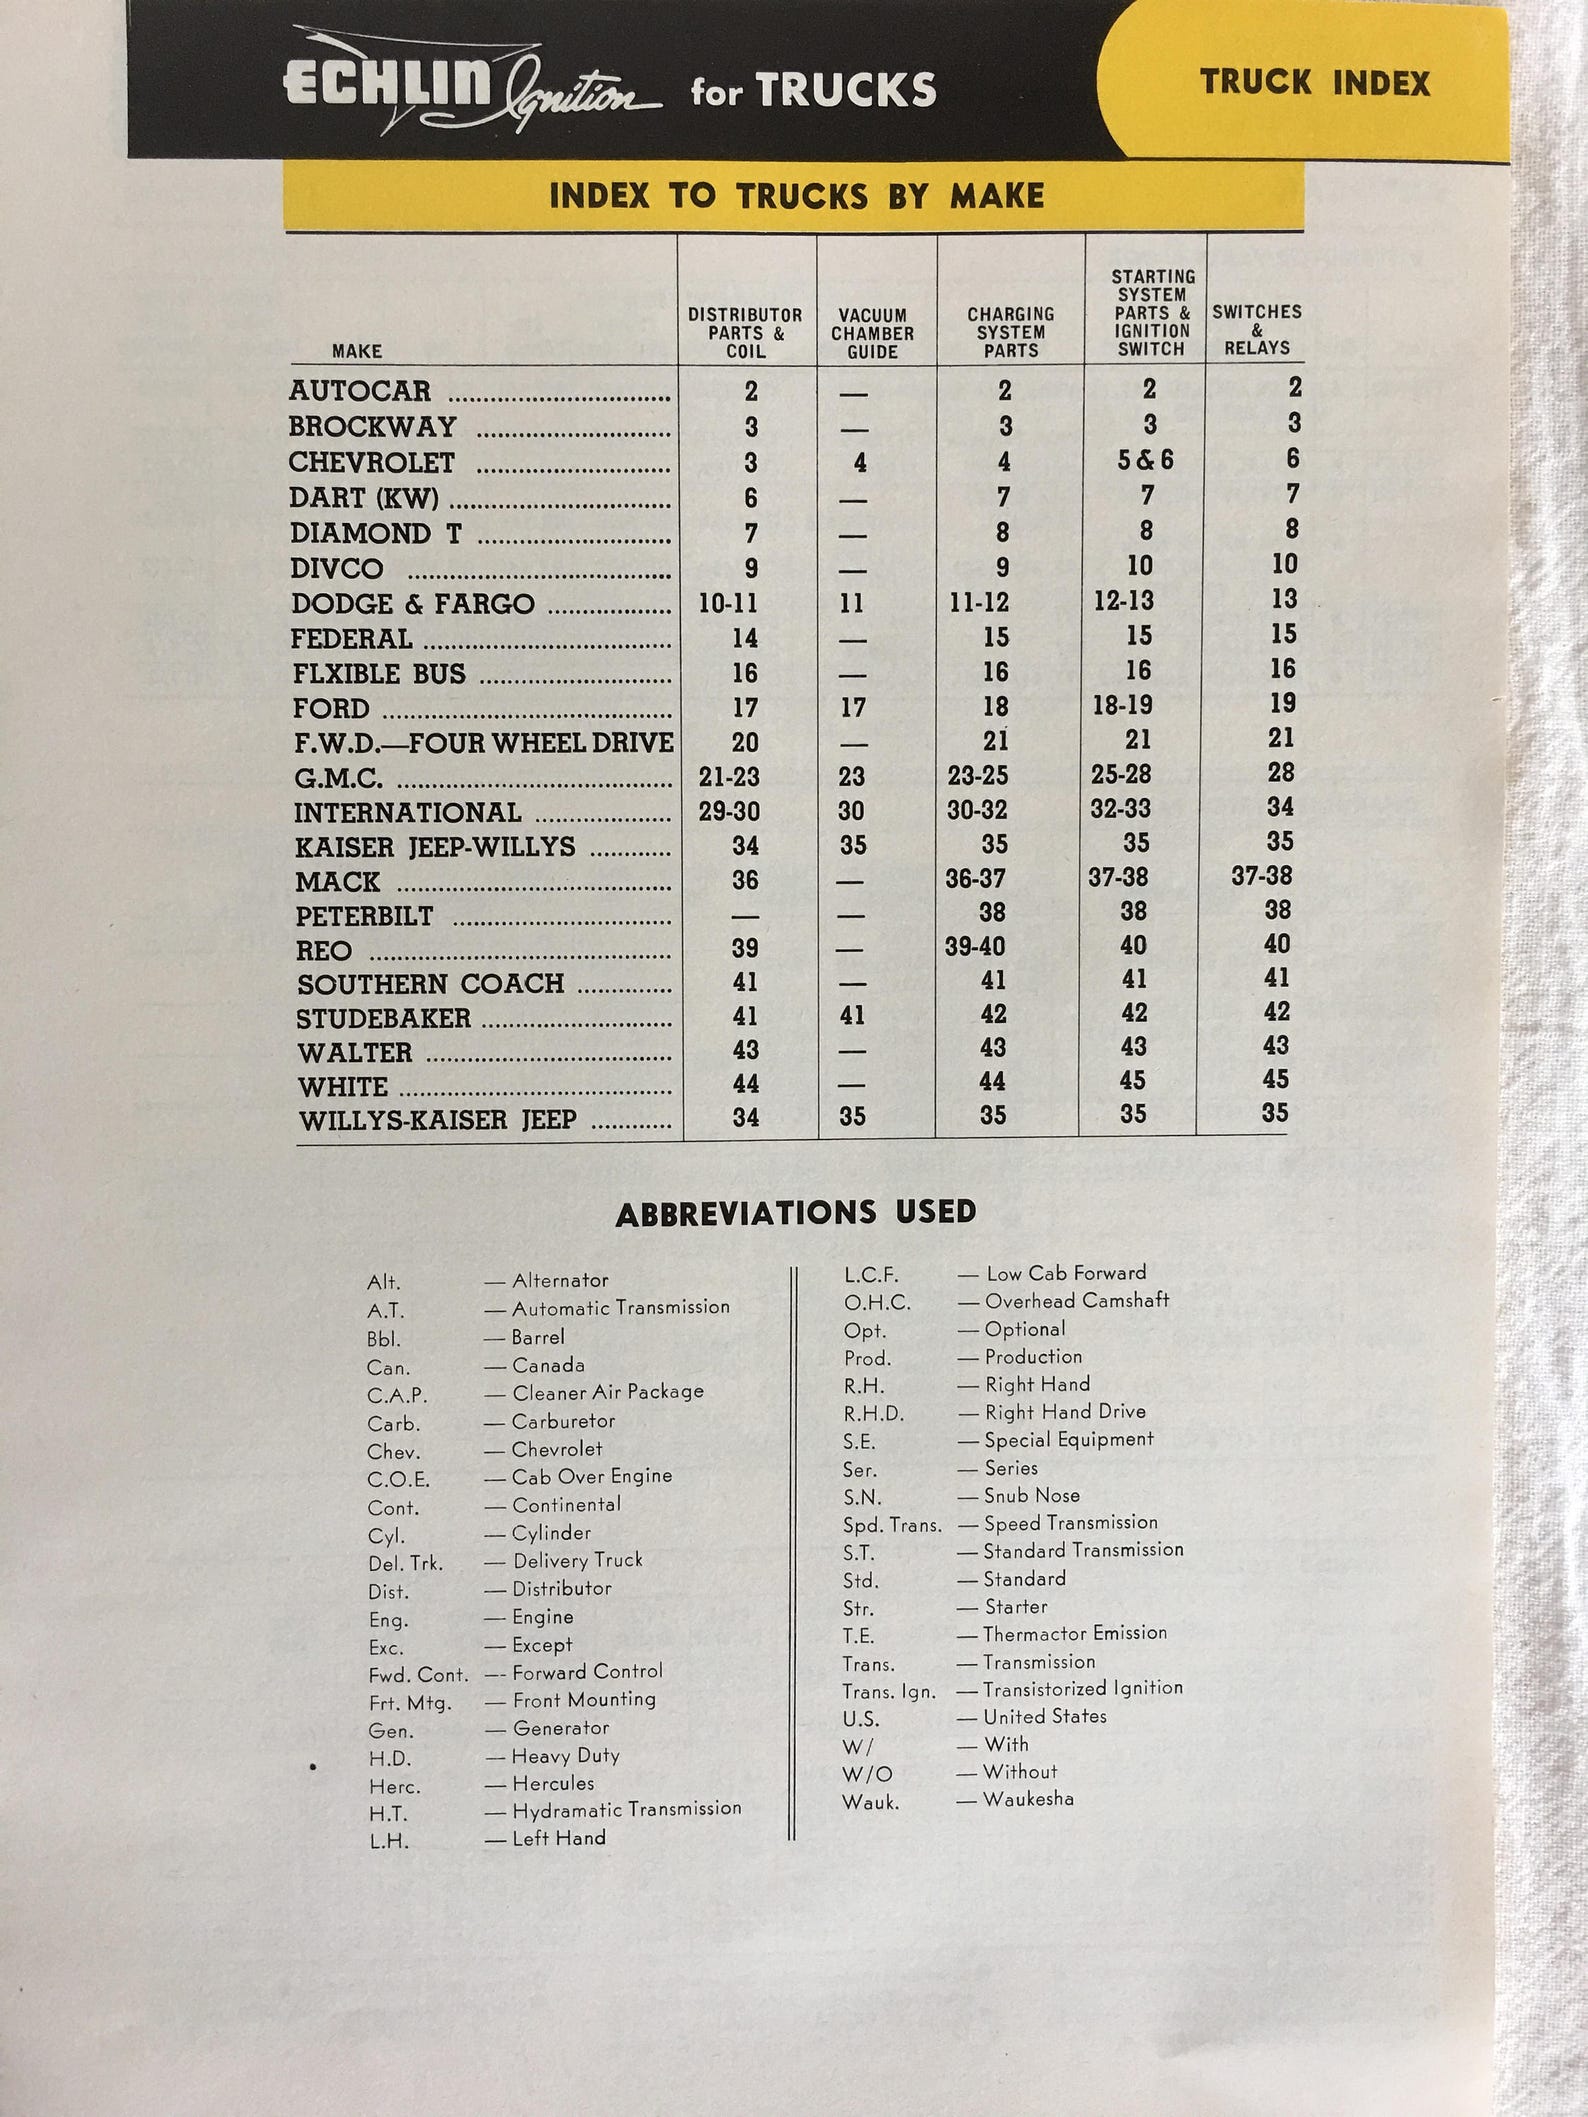 ECHLIN Ignition for TRUCKS
TRUCK INDEX
INDEX TO TRUCKS BY MAKE
MAKE DISTRIBUTOR PARTS & COIL VACUUM CHAMBER GUIDE CHARGING SYSTEM PARTS STARTING SYSTEM PARTS & IGNITION SWITCH SWITCHES & RELAYS
AUTOCAR ................................ 2 — 2 2 2
BROCKWAY ............................ 3 — 3 3 3
CHEVROLET ............................ 3 4 4 5 & 6 6
DART (KW) ................................ 6 — 7 7 7
DIAMOND T ............................ 7 — 8 8 8
DIVCO ...................................... 9 — 9 10 10
DODGE & FARGO .................. 10-11 11 11-12 12-13 13
FEDERAL .................................... 14 — 15 15 15
FLXIBLE BUS ............................ 16 — 16 16 16
FORD .......................................... 17 17 18 18-19 19
F.W.D.—FOUR WHEEL DRIVE 20 — 21 21 21
G.M.C. ........................................ 21-23 23 23-25 25-28 28
INTERNATIONAL .................... 29-30 30 30-32 32-33 34
KAISER JEEP-WILLYS ............ 34 35 35 35 35
MACK ........................................ 36 — 36-37 37-38 37-38
PETERBILT ................................ — — 38 38 38
REO ............................................ 39 — 39-40 40 40
SOUTHERN COACH .............. 41 — 41 41 41
STUDEBAKER ............................ 41 41 42 42 42
WALTER .................................... 43 — 43 43 43
WHITE ........................................ 44 — 44 45 45
WILLYS-KAISER JEEP ............ 34 35 35 35 35
ABBREVIATIONS USED
Alt. — Alternator
A.T. — Automatic Transmission
Bbl. — Barrel
Can. — Canada
C.A.P. — Cleaner Air Package
Carb. — Carburetor
Chev. — Chevrolet
C.O.E. — Cab Over Engine
Cont. — Continental
Cyl. — Cylinder
Del. Trk. — Delivery Truck
Dist. — Distributor
Eng. — Engine
Exc. — Except
Fwd. Cont. — Forward Control
Frt. Mtg. — Front Mounting
Gen. — Generator
H.D. — Heavy Duty
Herc. — Hercules
H.T. — Hydramatic Transmission
L.H. — Left Hand
L.C.F. — Low Cab Forward
O.H.C. — Overhead Camshaft
Opt. — Optional
Prod. — Production
R.H. — Right Hand
R.H.D. — Right Hand Drive
S.E. — Special Equipment
Ser. — Series
S.N. — Snub Nose
Spd. Trans. — Speed Transmission
S.T. — Standard Transmission
Std. — Standard
Str. — Starter
T.E. — Thermactor Emission
Trans. — Transmission
Trans. Ign. — Transistorized Ignition
U.S. — United States
W/ — With
W/O — Without
Wauk. — Waukesha